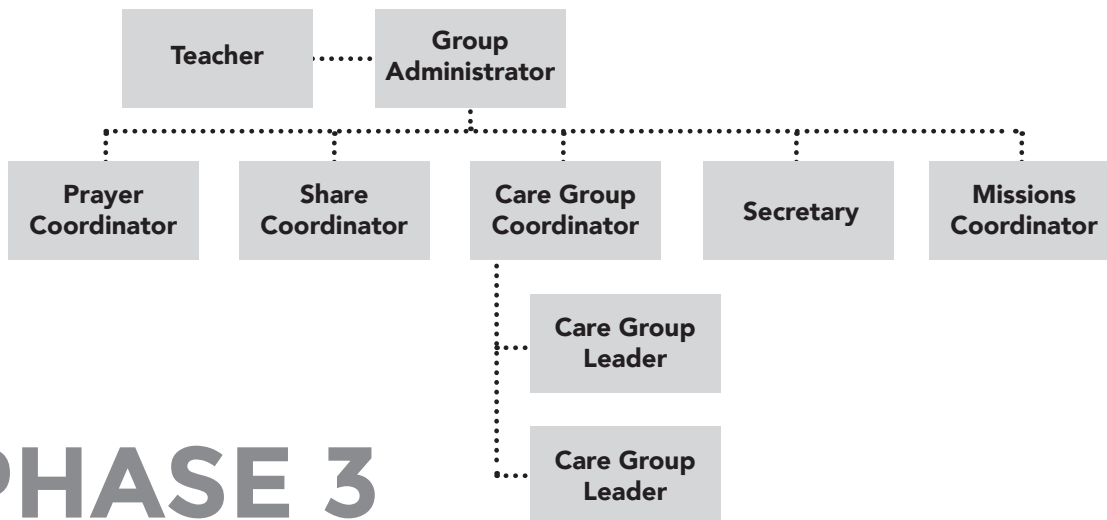 Teacher
Group
Administrator
Prayer
Coordinator
Share
Coordinator
Care Group
Coordinator
Secretary
Missions
Coordinator
Care Group
Leader
Care Group
Leader
PHASE 3